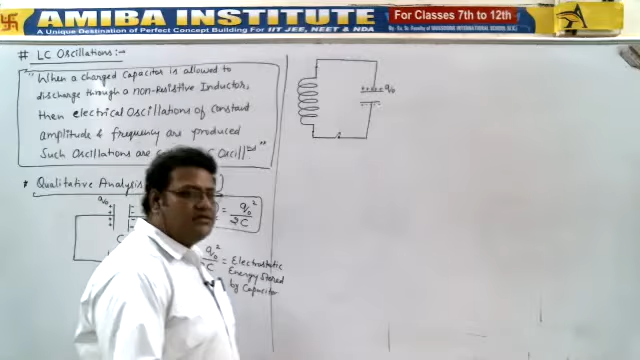 AMIBA INSTITUTE
For Classes 7th to 12th
A Unique Destination of Perfect Concept Building For IIT JEE, NEET & NDA
# LC Oscillations:-
"When a charged Capacitor is allowed to
discharge through a non-Resistive Inductor,
then electrical Oscillations of Constant
amplitude & frequency are produced
Such Oscillations are Oscill"
* Qualitative Analysis
q₀
= q₀²/2C
C
q₀²/2C = Electrostatic
Energy Stored
by Capacitor
++++ q₀